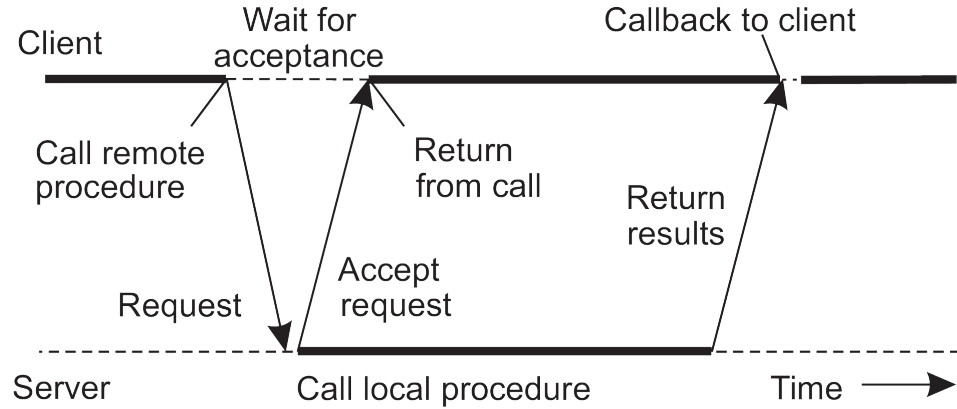 Client
Wait for
acceptance
Callback to client
Call remote
procedure
Return
from call
Return
results
Accept
request
Request
Server
Call local procedure
Time